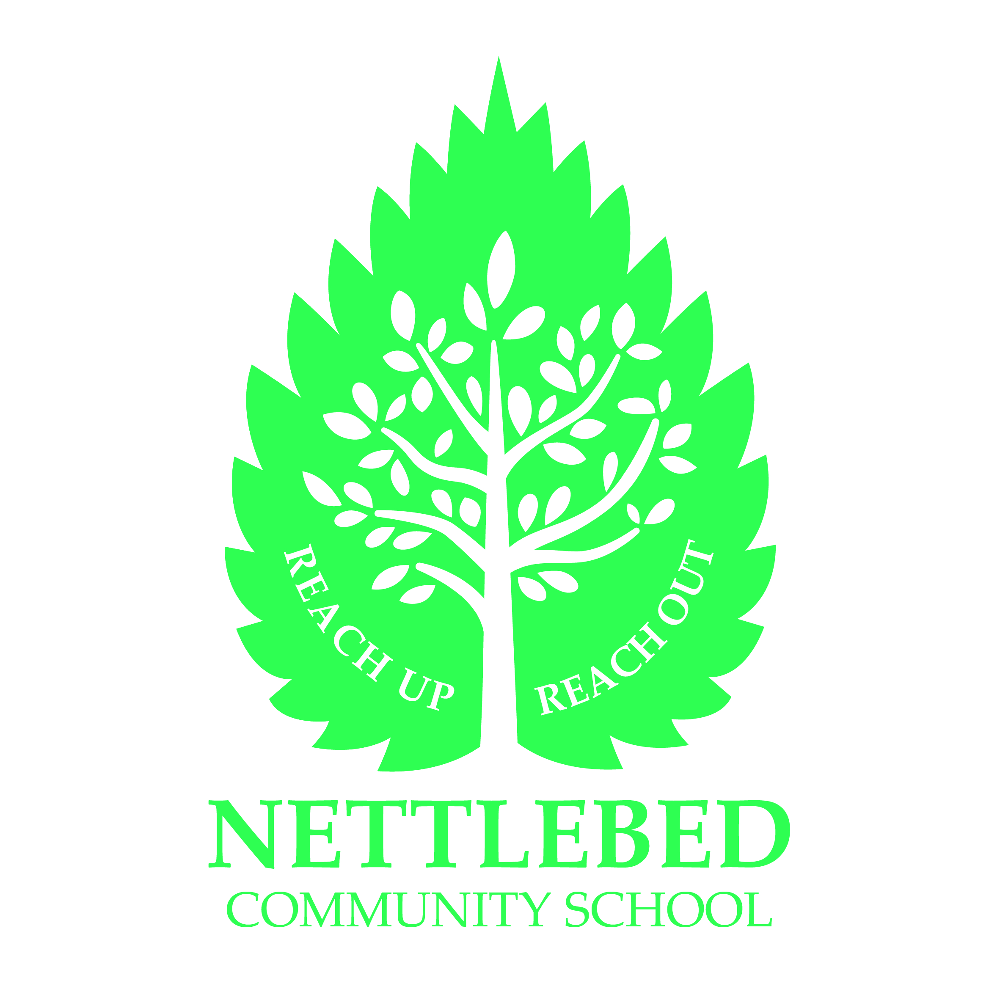 REACH UP
REACH OUT
NETTLEBED
COMMUNITY SCHOOL